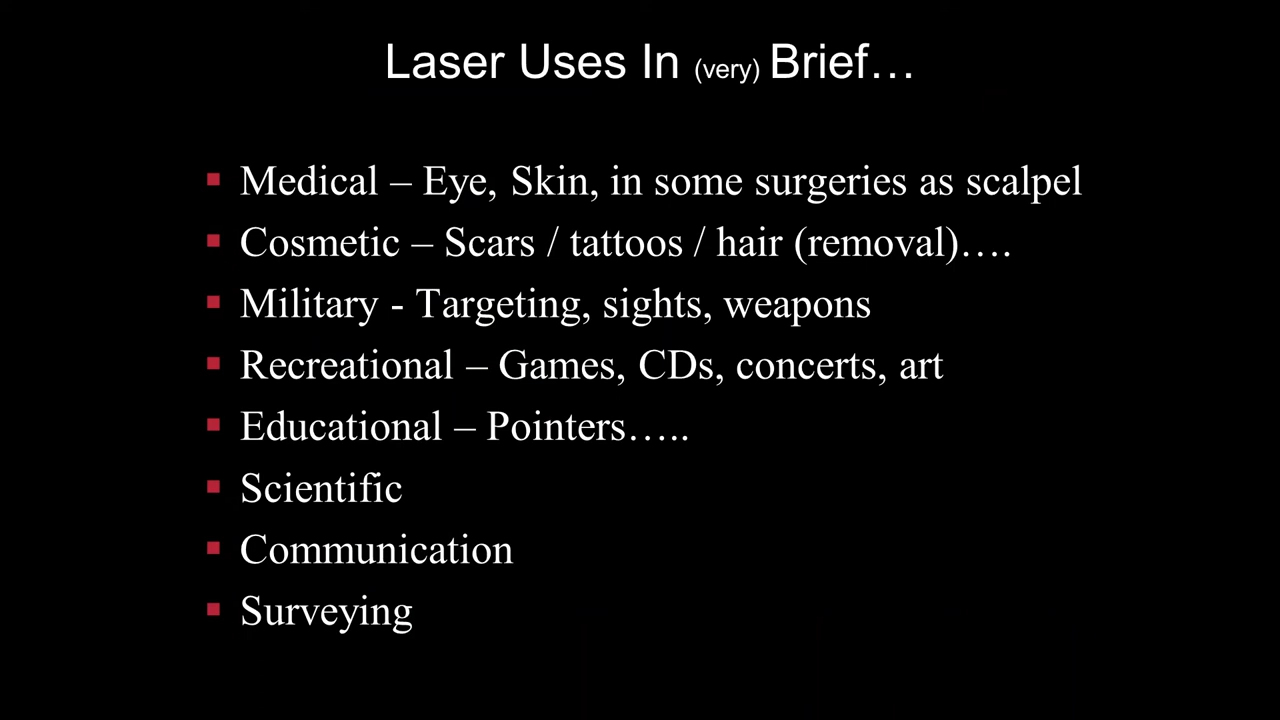 Laser Uses In (very) Brief…
▪ Medical – Eye, Skin, in some surgeries as scalpel
▪ Cosmetic – Scars / tattoos / hair (removal)….
▪ Military - Targeting, sights, weapons
▪ Recreational – Games, CDs, concerts, art
▪ Educational – Pointers…..
▪ Scientific
▪ Communication
▪ Surveying